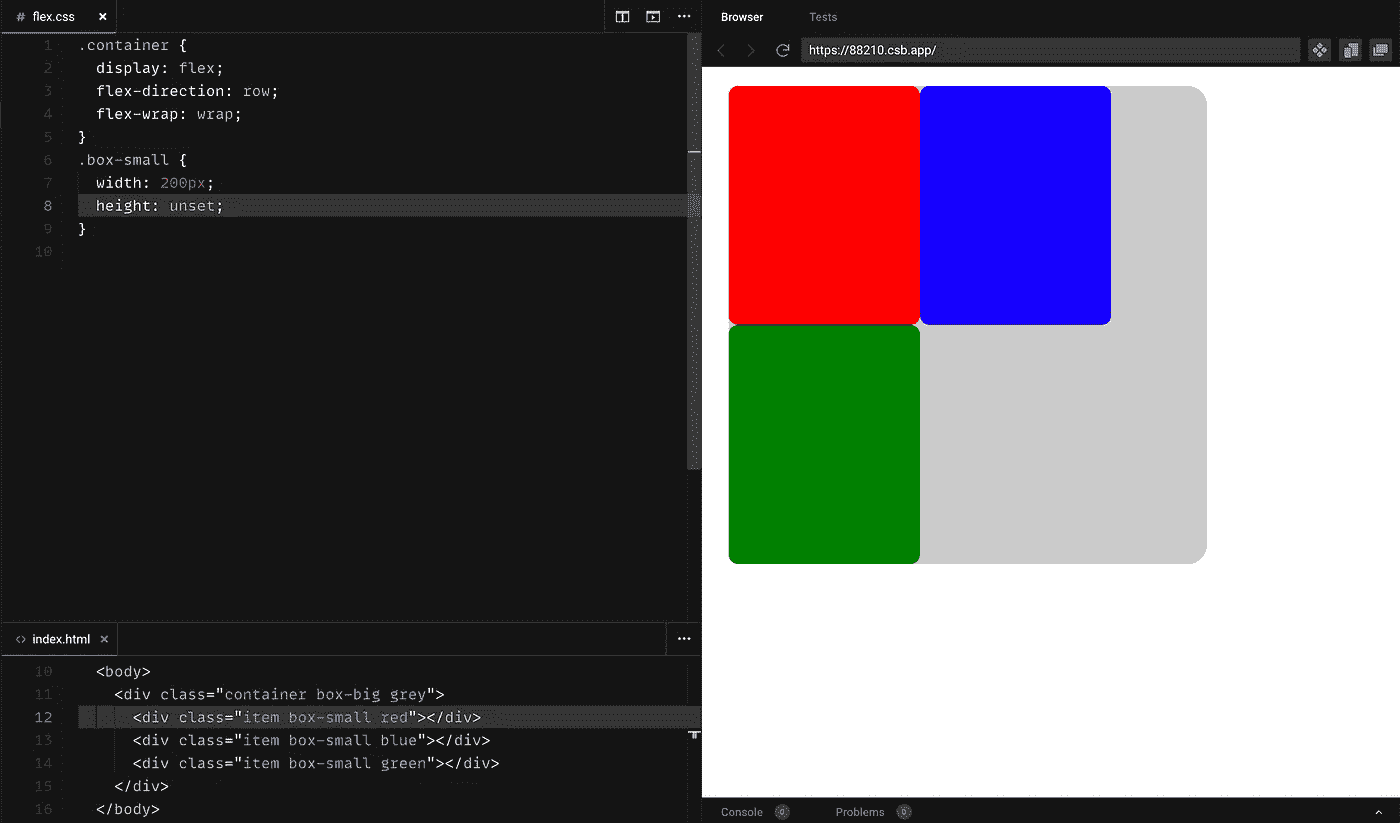 # flex.css ×
1 .container {
2 display: flex;
3 flex-direction: row;
4 flex-wrap: wrap;
5 }
6 .box-small {
7 width: 200px;
8 height: unset;
9 }
10
<> index.html ×
10 <body>
11 <div class="container box-big grey">
12 <div class="item box-small red"></div>
13 <div class="item box-small blue"></div>
14 <div class="item box-small green"></div>
15 </div>
16 </body>
Browser Tests
https://88210.csb.app/
Console 0 Problems 0